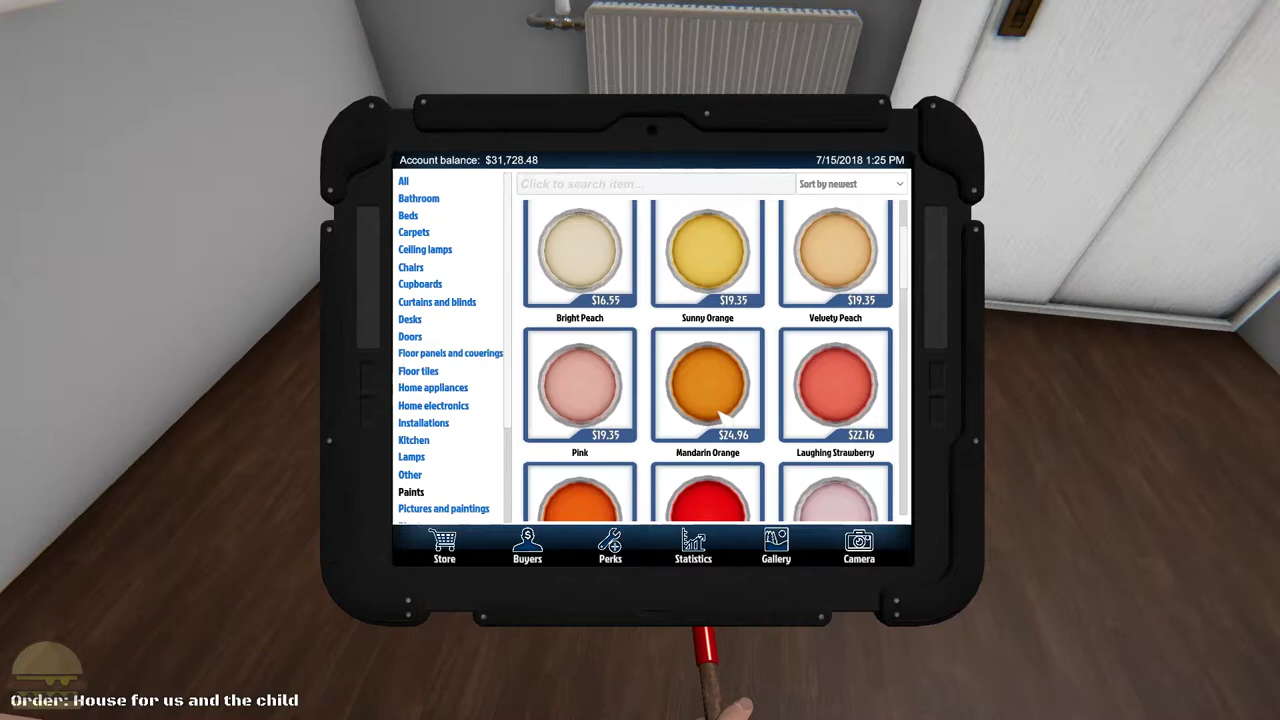 Account balance: $31,728.48
7/15/2018 1:25 PM
All
Bathroom
Beds
Carpets
Ceiling lamps
Chairs
Cupboards
Curtains and blinds
Desks
Doors
Floor panels and coverings
Floor tiles
Home appliances
Home electronics
Installations
Kitchen
Lamps
Other
Paints
Pictures and paintings
Click to search item...
Sort by newest
$16.55
$19.35
$19.35
Bright Peach
Sunny Orange
Velvety Peach
$19.35
$24.96
$22.16
Pink
Mandarin Orange
Laughing Strawberry
Store
Buyers
Perks
Statistics
Gallery
Camera
Order: House for us and the child